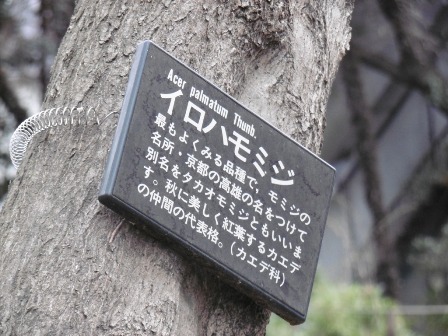 Acer palmatum Thunb.
イロハモミジ
最もよくみる品種で、モミジの
名所・京都の高雄の名をつけて
別名をタカオモミジともいいま
す。秋に美しく紅葉するカエデ
の仲間の代表格。(カエデ科)